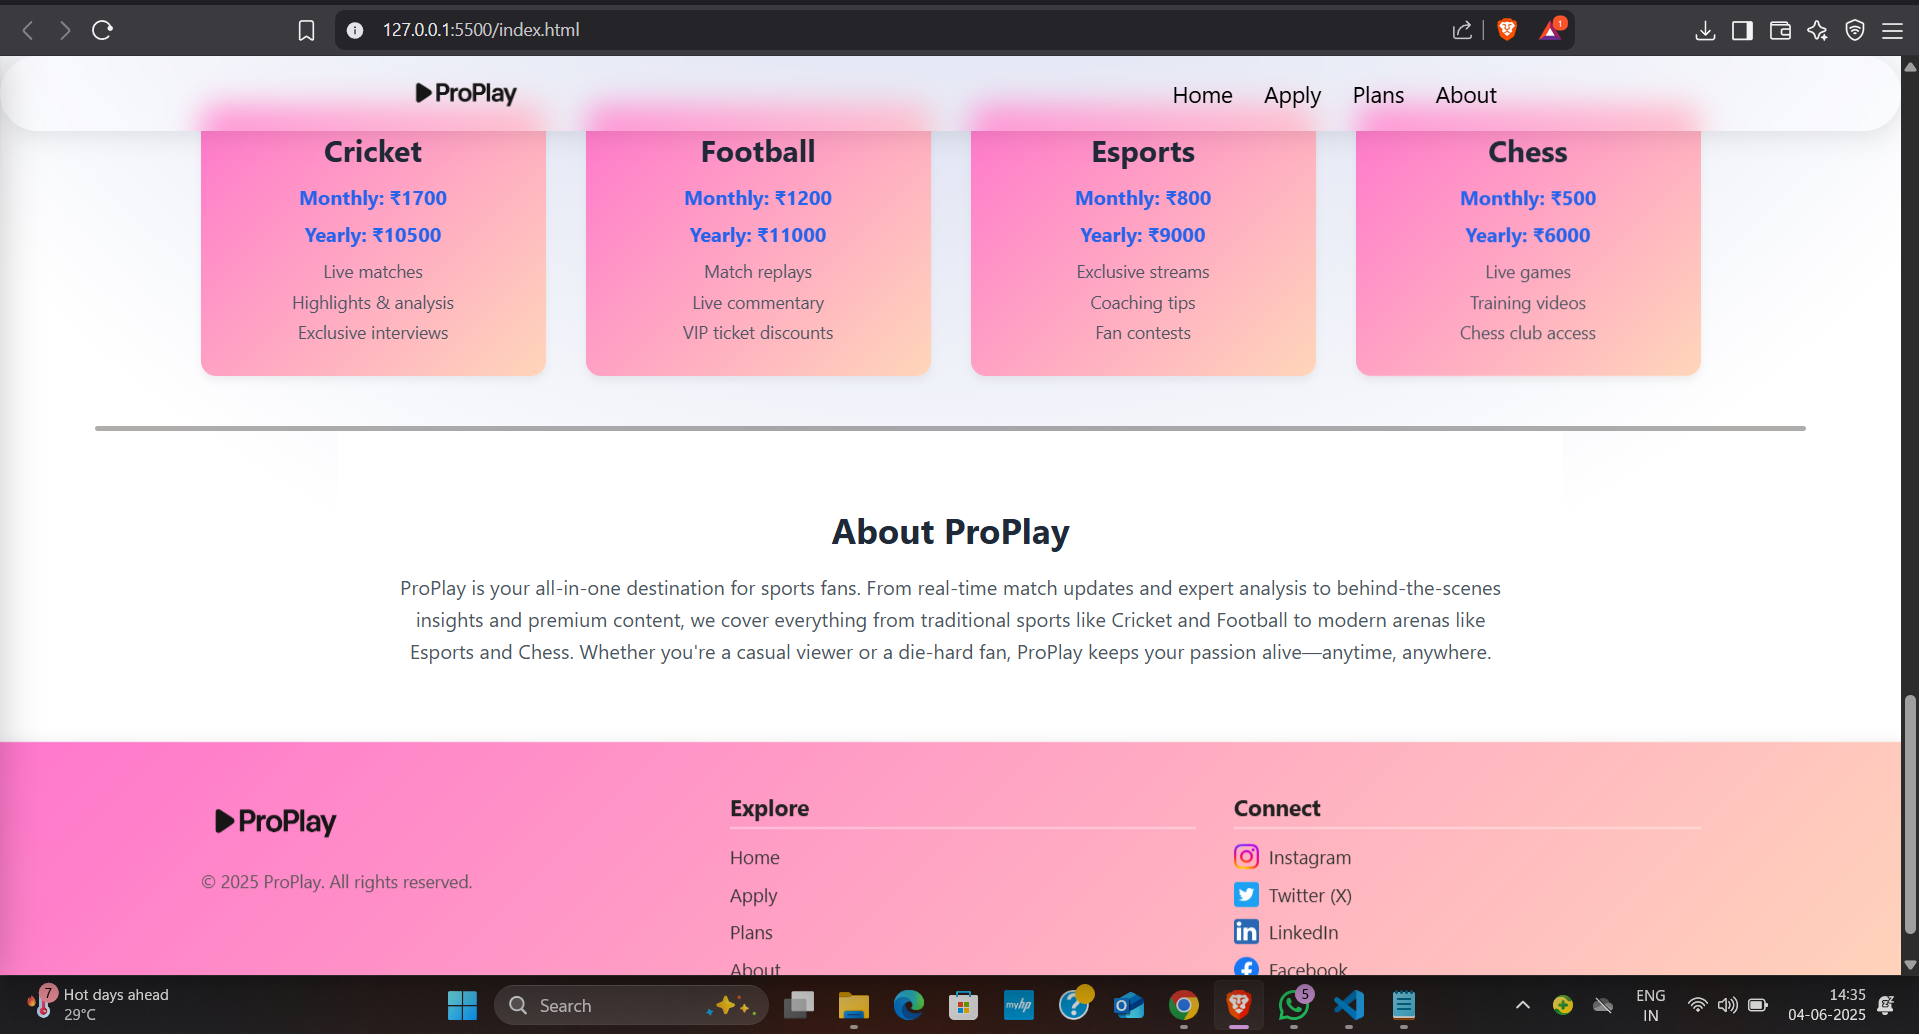 127.0.0.1:5500/index.html
1
ProPlay
Home Apply Plans About
Cricket
Monthly: ₹1700
Yearly: ₹10500
Live matches
Highlights & analysis
Exclusive interviews
Football
Monthly: ₹1200
Yearly: ₹11000
Match replays
Live commentary
VIP ticket discounts
Esports
Monthly: ₹800
Yearly: ₹9000
Exclusive streams
Coaching tips
Fan contests
Chess
Monthly: ₹500
Yearly: ₹6000
Live games
Training videos
Chess club access
About ProPlay
ProPlay is your all-in-one destination for sports fans. From real-time match updates and expert analysis to behind-the-scenes
insights and premium content, we cover everything from traditional sports like Cricket and Football to modern arenas like
Esports and Chess. Whether you're a casual viewer or a die-hard fan, ProPlay keeps your passion alive—anytime, anywhere.
ProPlay
© 2025 ProPlay. All rights reserved.
Explore
Home
Apply
Plans
About
Connect
Instagram
Twitter (X)
LinkedIn
Facebook
7
Hot days ahead
29°C
Search
myhp
5
ENG
IN
14:35
04-06-2025